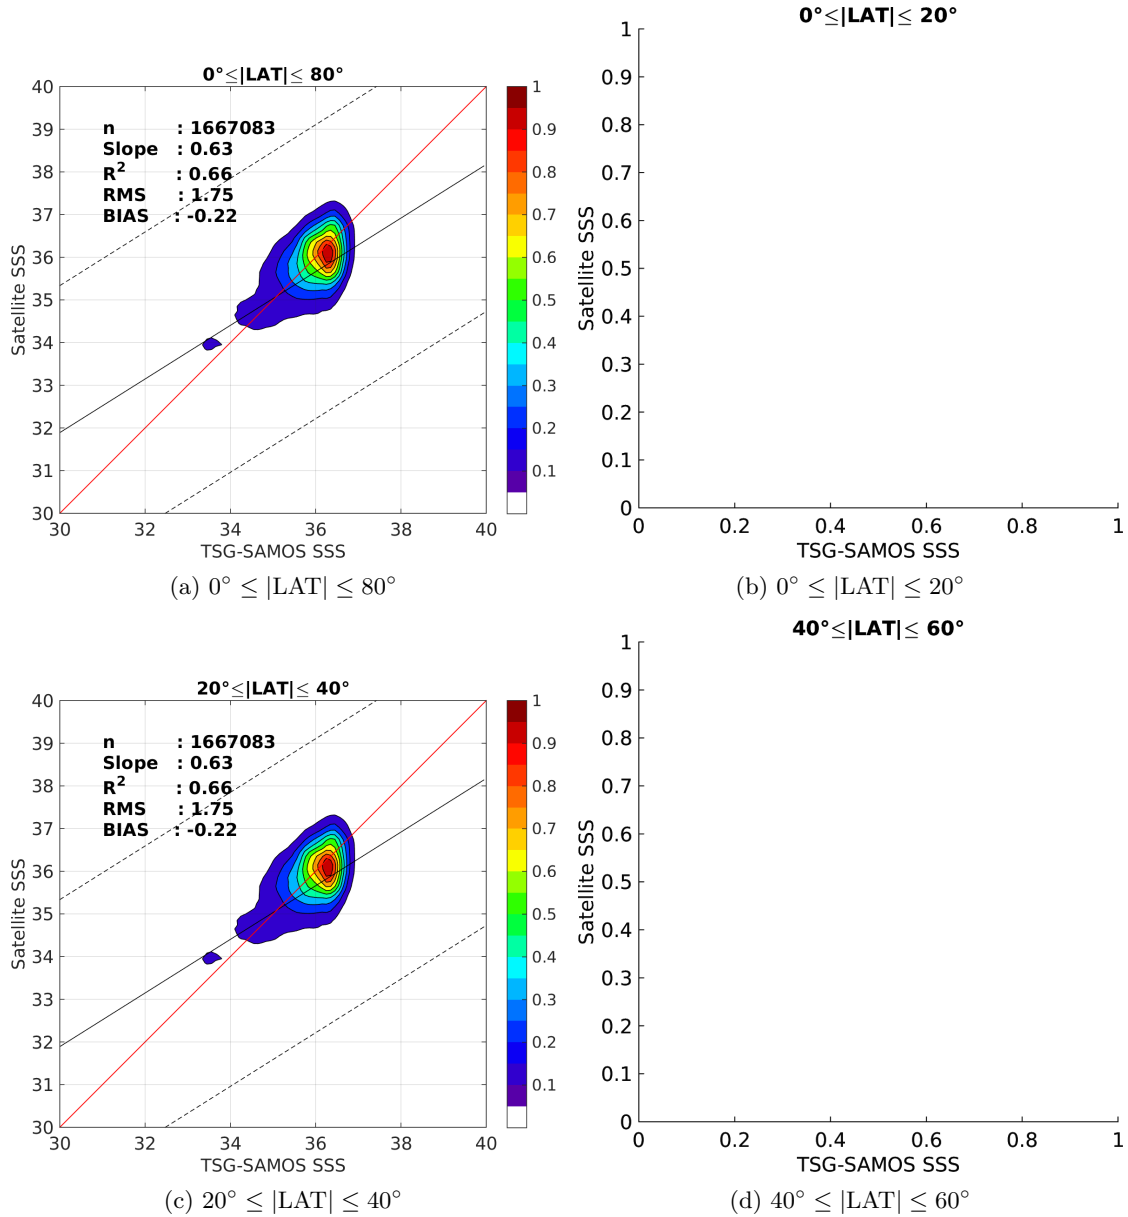 0°≤|LAT|≤ 80°
40
39
38
37
36
35
34
33
32
31
30
Satellite SSS
n : 1667083
Slope : 0.63
R² : 0.66
RMS : 1.75
BIAS : -0.22
30 32 34 36 38 40
TSG-SAMOS SSS
1
0.9
0.8
0.7
0.6
0.5
0.4
0.3
0.2
0.1
(a) 0° ≤ |LAT| ≤ 80°
0°≤|LAT|≤ 20°
1
0.9
0.8
0.7
0.6
0.5
0.4
0.3
0.2
0.1
0
Satellite SSS
0 0.2 0.4 0.6 0.8 1
TSG-SAMOS SSS
(b) 0° ≤ |LAT| ≤ 20°
20°≤|LAT|≤ 40°
40
39
38
37
36
35
34
33
32
31
30
Satellite SSS
n : 1667083
Slope : 0.63
R² : 0.66
RMS : 1.75
BIAS : -0.22
30 32 34 36 38 40
TSG-SAMOS SSS
1
0.9
0.8
0.7
0.6
0.5
0.4
0.3
0.2
0.1
(c) 20° ≤ |LAT| ≤ 40°
40°≤|LAT|≤ 60°
1
0.9
0.8
0.7
0.6
0.5
0.4
0.3
0.2
0.1
0
Satellite SSS
0 0.2 0.4 0.6 0.8 1
TSG-SAMOS SSS
(d) 40° ≤ |LAT| ≤ 60°